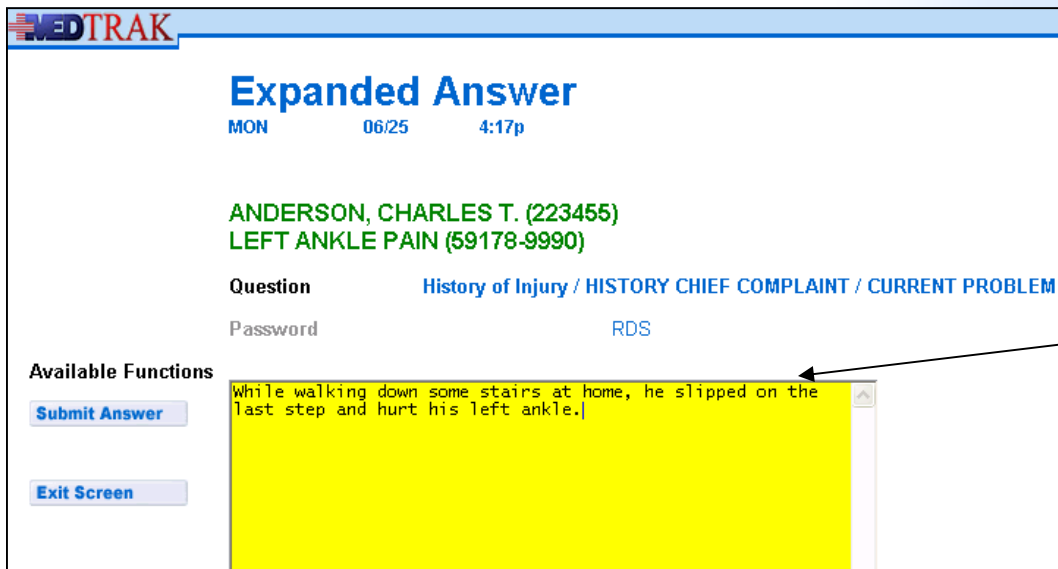 MEDTRAK
Expanded Answer
MON 06/25 4:17p
ANDERSON, CHARLES T. (223455)
LEFT ANKLE PAIN (59178-9990)
Question History of Injury / HISTORY CHIEF COMPLAINT / CURRENT PROBLEM
Password RDS
Available Functions
While walking down some stairs at home, he slipped on the
last step and hurt his left ankle.
Submit Answer
Exit Screen